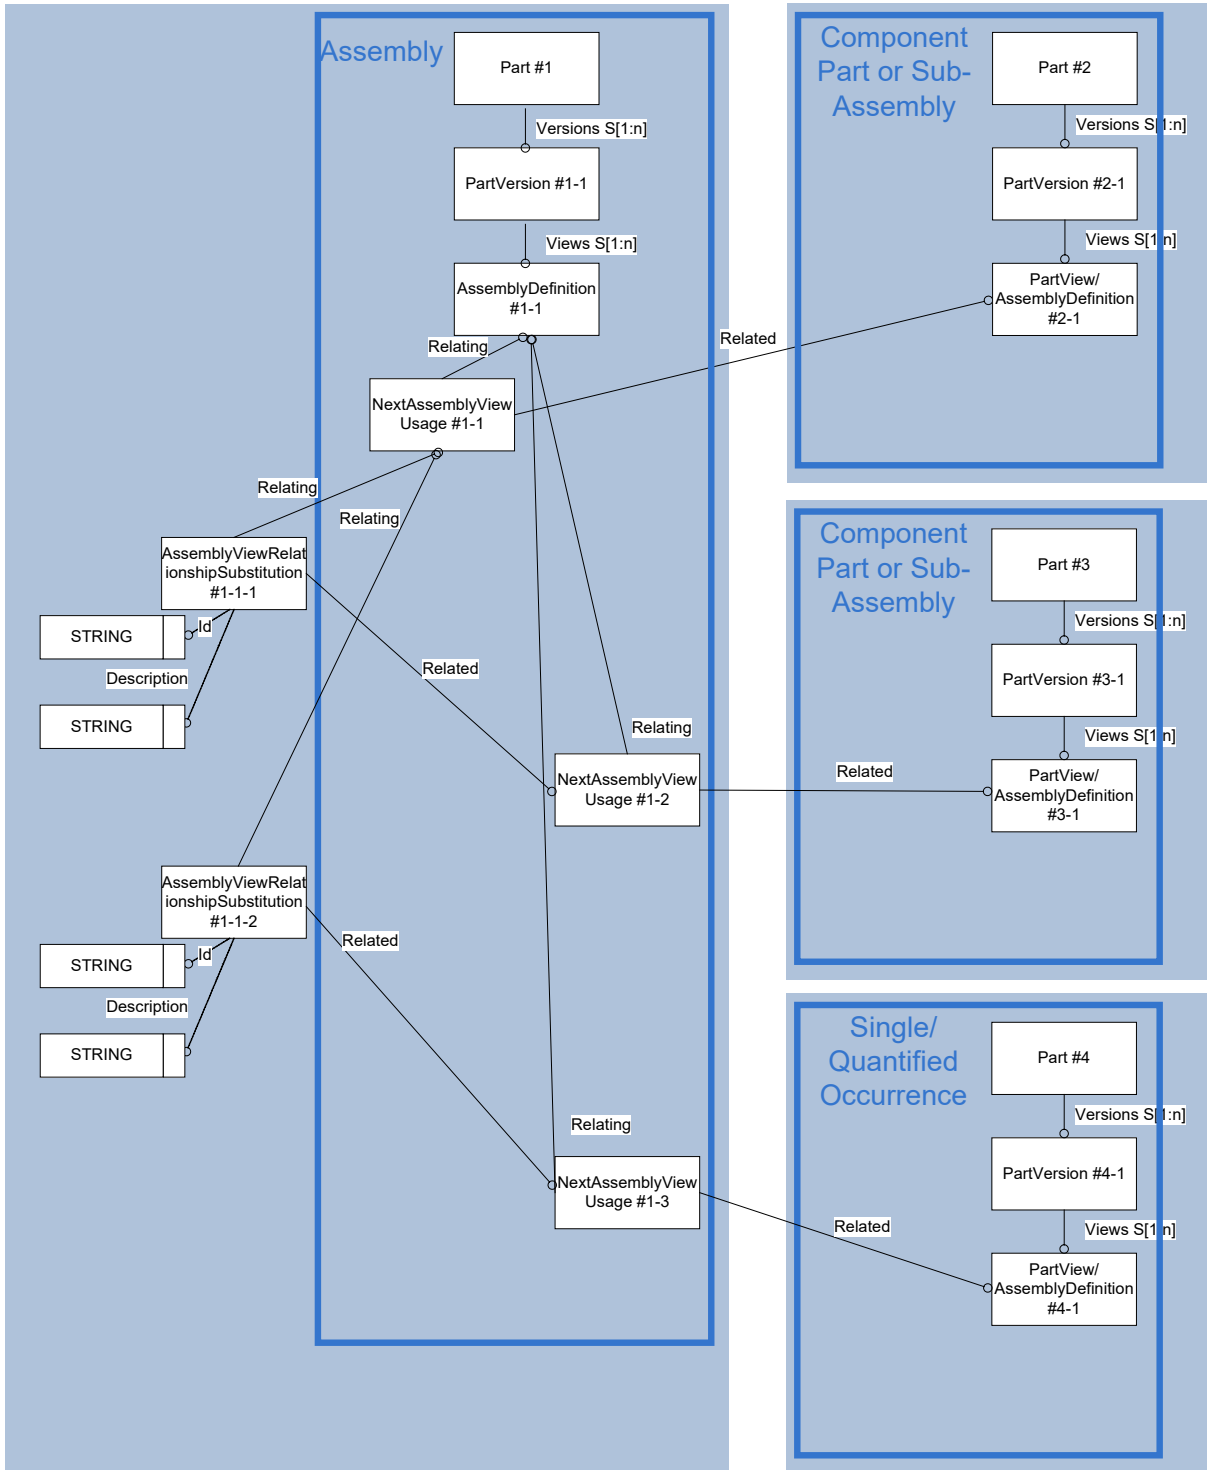 Assembly
Part #1
Versions S[1:n]
PartVersion #1-1
Views S[1:n]
AssemblyDefinition
#1-1
Relating
NextAssemblyView
Usage #1-1
Related
Relating
Relating
AssemblyViewRelat
ionshipSubstitution
#1-1-1
STRING
Id
Description
STRING
Related
Relating
NextAssemblyView
Usage #1-2
Related
AssemblyViewRelat
ionshipSubstitution
#1-1-2
STRING
Id
Description
STRING
Related
Relating
NextAssemblyView
Usage #1-3
Related
Component
Part or Sub-
Assembly
Part #2
Versions S[1:n]
PartVersion #2-1
Views S[1:n]
PartView/
AssemblyDefinition
#2-1
Component
Part or Sub-
Assembly
Part #3
Versions S[1:n]
PartVersion #3-1
Views S[1:n]
PartView/
AssemblyDefinition
#3-1
Single/
Quantified
Occurrence
Part #4
Versions S[1:n]
PartVersion #4-1
Views S[1:n]
PartView/
AssemblyDefinition
#4-1